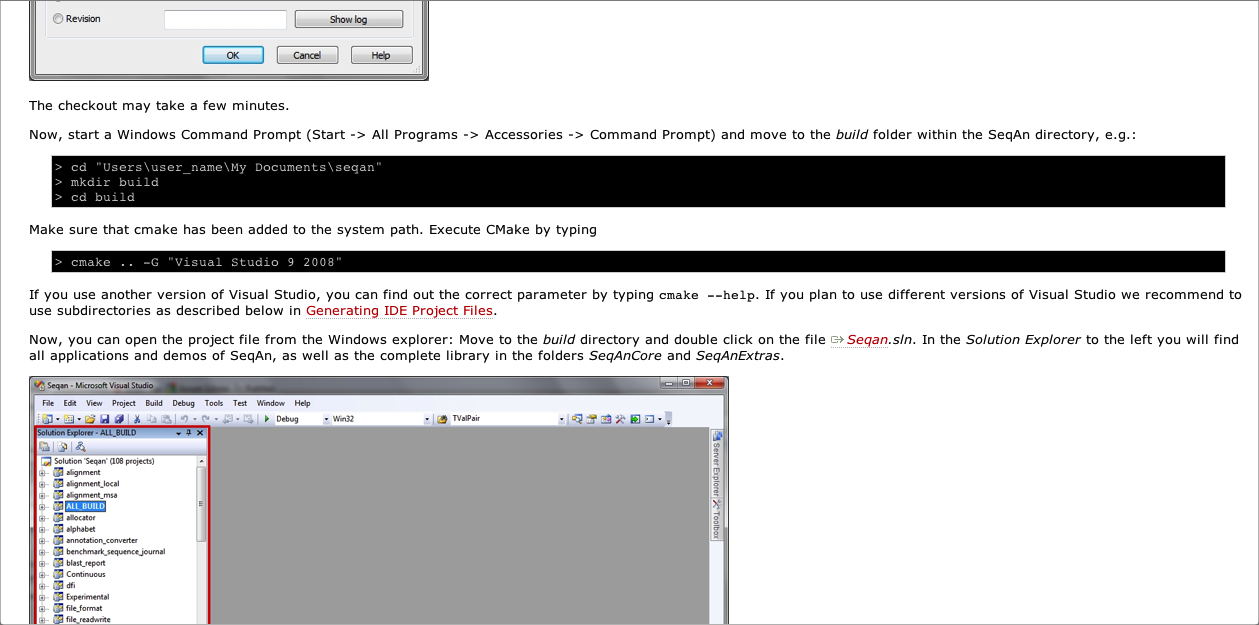 Revision
Show log
OK Cancel Help
The checkout may take a few minutes.
Now, start a Windows Command Prompt (Start -> All Programs -> Accessories -> Command Prompt) and move to the build folder within the SeqAn directory, e.g.:
> cd "Users\user_name\My Documents\seqan"
> mkdir build
> cd build
Make sure that cmake has been added to the system path. Execute CMake by typing
> cmake .. -G "Visual Studio 9 2008"
If you use another version of Visual Studio, you can find out the correct parameter by typing cmake --help. If you plan to use different versions of Visual Studio we recommend to
use subdirectories as described below in Generating IDE Project Files.
Now, you can open the project file from the Windows explorer: Move to the build directory and double click on the file Seqan.sln. In the Solution Explorer to the left you will find
all applications and demos of SeqAn, as well as the complete library in the folders SeqAnCore and SeqAnExtras.
Seqan - Microsoft Visual Studio
File Edit View Project Build Debug Tools Test Window Help
Debug Win32 TValPair
Solution Explorer - ALL_BUILD
Solution 'Seqan' (108 projects)
alignment
alignment_local
alignment_msa
ALL_BUILD
allocator
alphabet
annotation_converter
benchmark_sequence_journal
blast_report
Continuous
dfi
Experimental
file_format
file_readwrite
Server Explorer
Toolbox